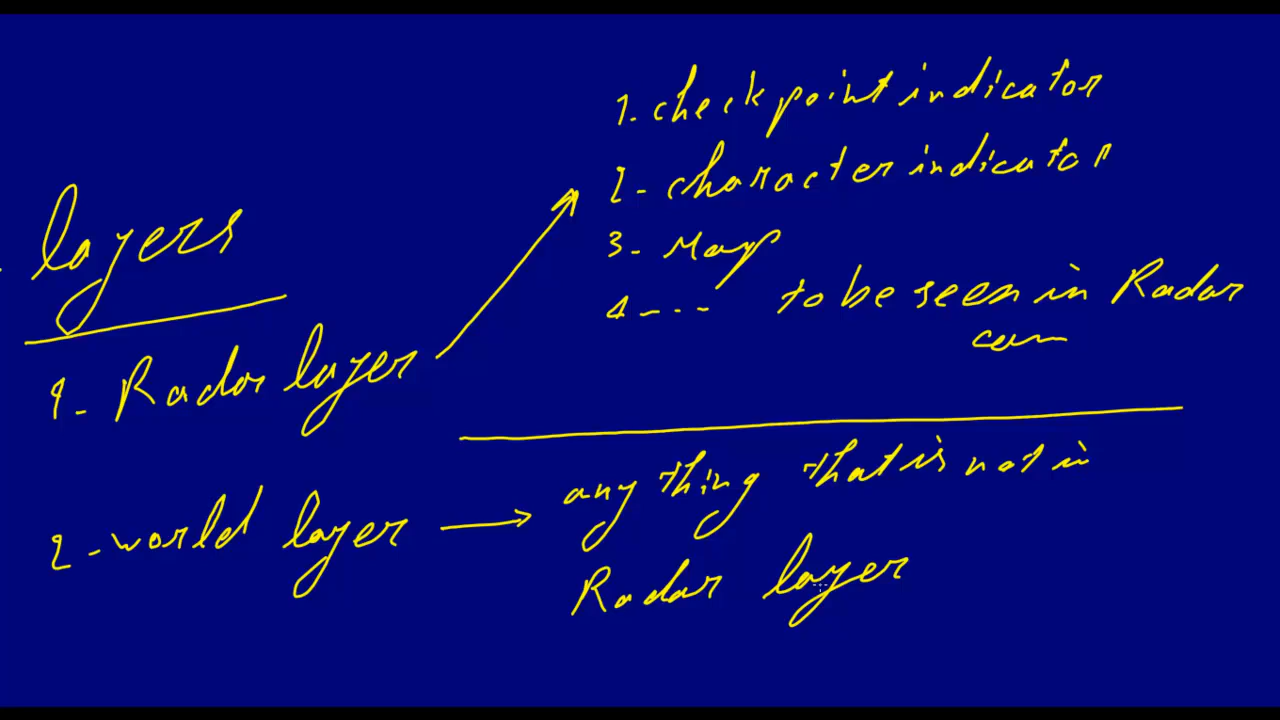 layers
1- Radar layer
1. checkpoint indicator
2- character indicator
3- Map
4 - - - to be seen in Radar
cam
2- world layer → any thing that is not in
Radar layer